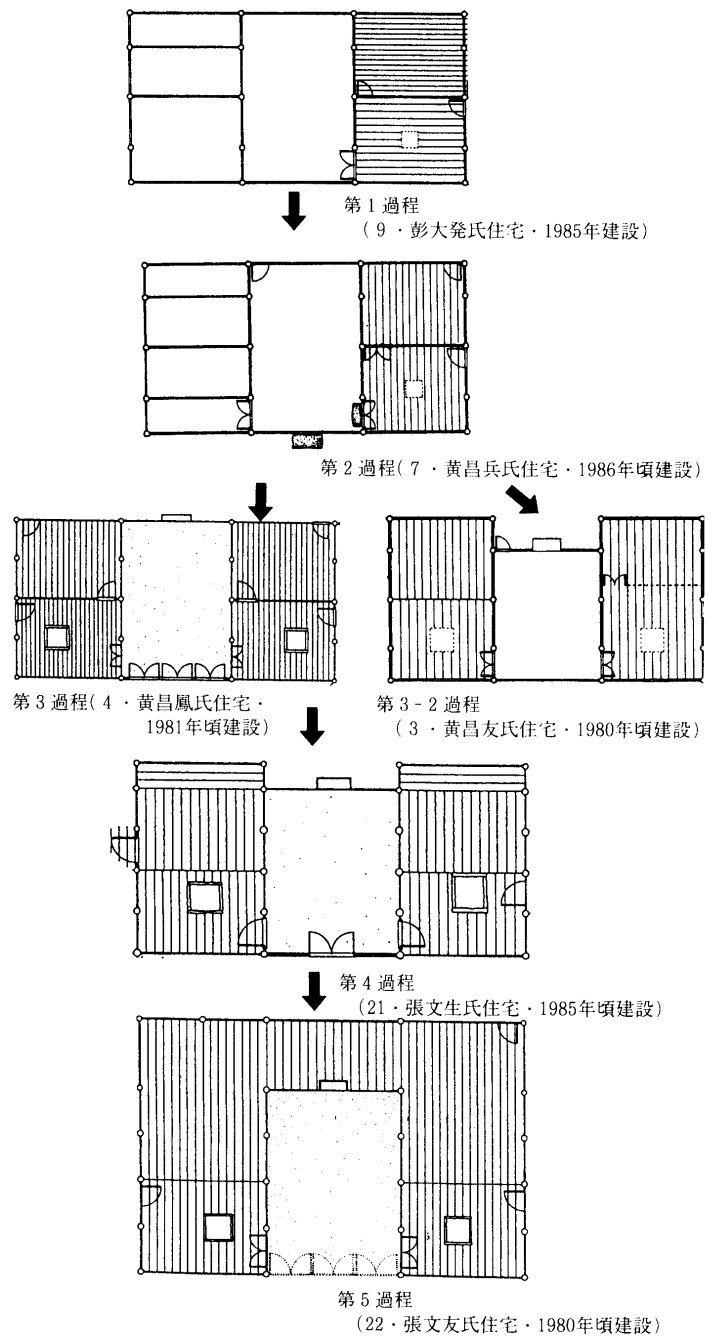 第1過程
(9・彭大発氏住宅・1985年建設)
第2過程(7・黄昌兵氏住宅・1986年頃建設)
第3過程(4・黄昌鳳氏住宅・
1981年頃建設)
第3-2過程
(3・黄昌友氏住宅・1980年頃建設)
第4過程
(21・張文生氏住宅・1985年頃建設)
第5過程
(22・張文友氏住宅・1980年頃建設)